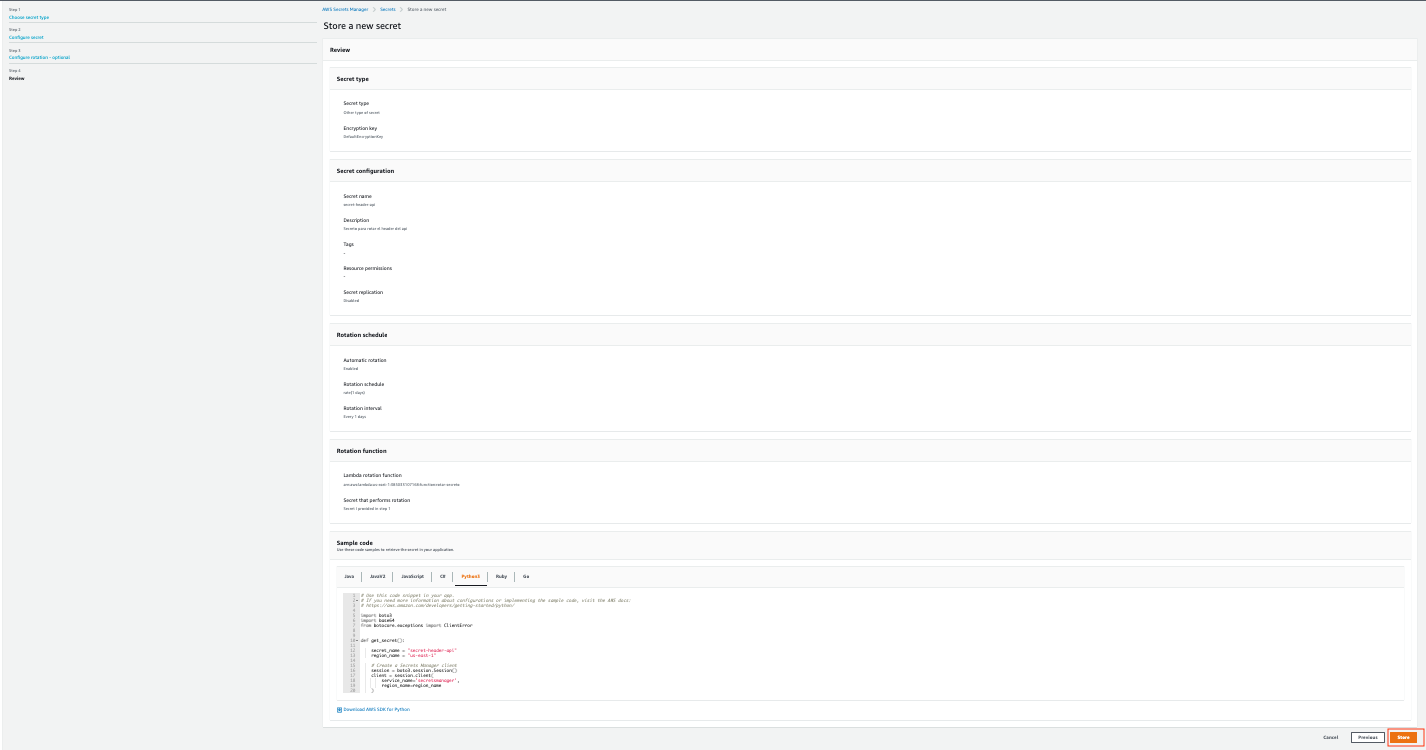 Step 1
Choose secret type
Step 2
Configure secret
Step 3
Configure rotation - optional
Step 4
Review
AWS Secrets Manager > Secrets > Store a new secret
Store a new secret
Review
Secret type
Secret type
Other type of secret
Encryption key
DefaultEncryptionKey
Secret configuration
Secret name
secret-header-api
Description
Secreto para rotar el header del api
Tags
-
Resource permissions
-
Secret replication
Disabled
Rotation schedule
Automatic rotation
Enabled
Rotation schedule
rate(1 days)
Rotation interval
Every 1 days
Rotation function
Lambda rotation function
Secret that performs rotation
Secret I provided in step 1
Sample code
Use these code samples to retrieve the secret in your application.
Java JavaV2 JavaScript C# Python3 Ruby Go
1 # Use this code snippet in your app.
2 # If you need more information about configurations or implementing the sample code, visit the AWS docs:
3 # https://aws.amazon.com/developers/getting-started/python/
4
5 import boto3
6 import base64
7 from botocore.exceptions import ClientError
8
9
10 def get_secret():
11
12 secret_name = "secret-header-api"
13 region_name = "us-east-1"
14
15 # Create a Secrets Manager client
16 session = boto3.session.Session()
17 client = session.client(
18 service_name='secretsmanager',
19 region_name=region_name
20 )
Download AWS SDK for Python
Cancel Previous Store